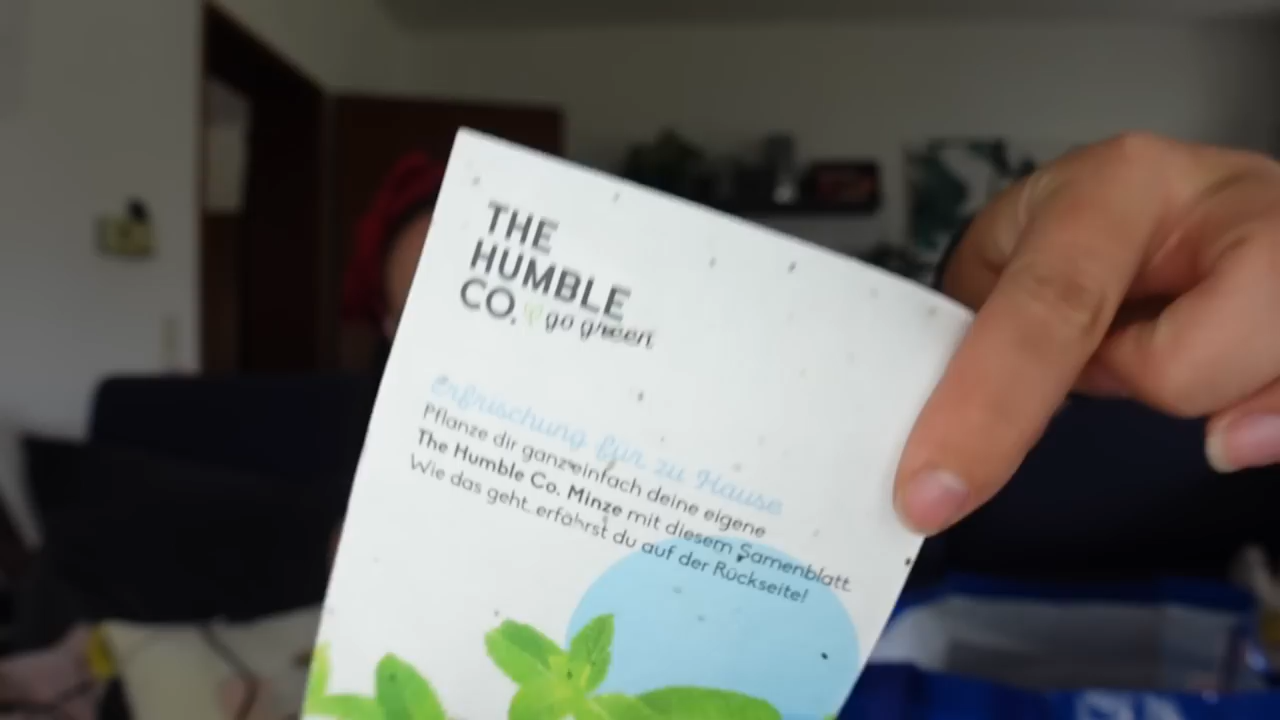 THE
HUMBLE
CO. go green
Erfrischung für zu Hause
Pflanze dir ganz einfach deine eigene
The Humble Co. Minze mit diesem Samenblatt
Wie das geht erfährst du auf der Rückseite!